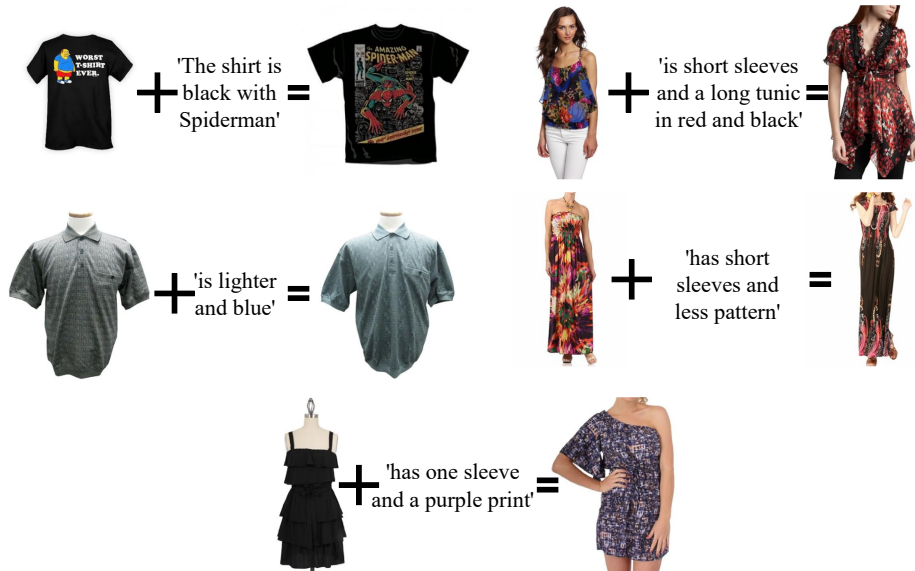 WORST
T-SHIRT
EVER.
+ 'The shirt is
black with
Spiderman' =
THE AMAZING
SPIDER-MAN
+ 'is short sleeves
and a long tunic
in red and black' =
+ 'is lighter
and blue' =
+ 'has short
sleeves and
less pattern' =
+ 'has one sleeve
and a purple print' =